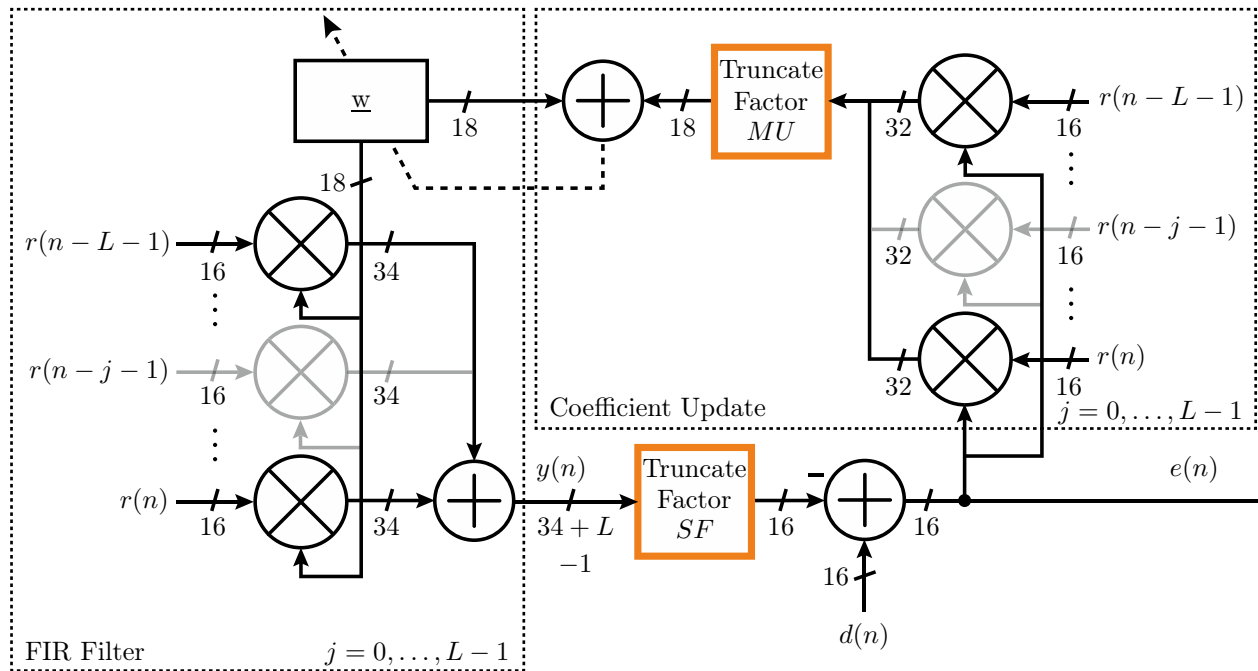 w
18
18
Truncate
Factor
MU
32
r(n − L − 1)
16
18
r(n − L − 1)
16
34
32
r(n − j − 1)
16
r(n − j − 1)
16
34
32
r(n)
16
Coefficient Update
j = 0, . . . , L − 1
r(n)
16
34
y(n)
34 + L
−1
Truncate
Factor
SF
16
−
16
e(n)
16
d(n)
FIR Filter
j = 0, . . . , L − 1